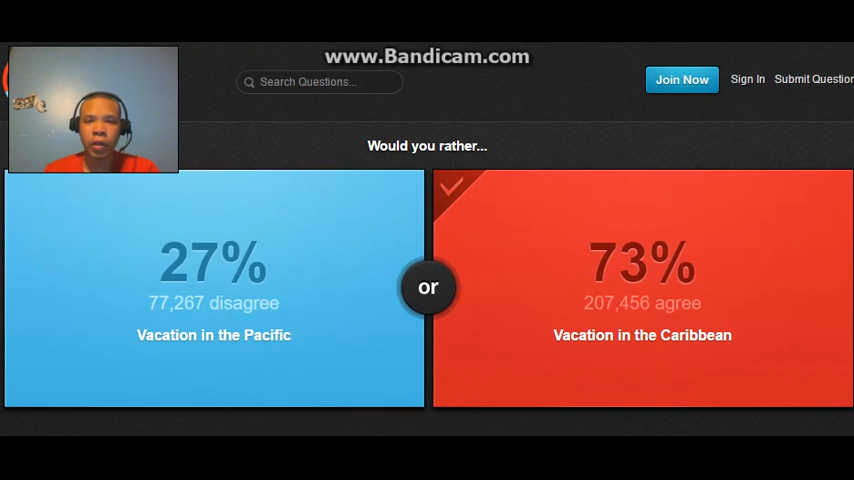 www.Bandicam.com
Search Questions...
Join Now
Sign In
Submit Question
Would you rather...
27%
77,267 disagree
Vacation in the Pacific
or
73%
207,456 agree
Vacation in the Caribbean